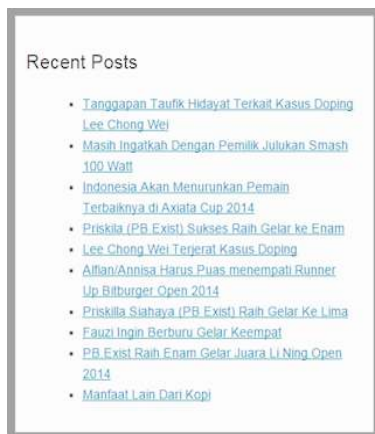 Recent Posts
Tanggapan Taufik Hidayat Terkait Kasus Doping
Lee Chong Wei
Masih Ingatkah Dengan Pemilik Julukan Smash
100 Watt
Indonesia Akan Menurunkan Pemain
Terbaiknya di Axiata Cup 2014
Priskila (PB Exist) Sukses Raih Gelar ke Enam
Lee Chong Wei Terjerat Kasus Doping
Alfian/Annisa Harus Puas menempati Runner
Up Bitburger Open 2014
Priskilla Siahaya (PB Exist) Raih Gelar Ke Lima
Fauzi Ingin Berburu Gelar Keempat
PB Exist Raih Enam Gelar Juara Li Ning Open
2014
Manfaat Lain Dari Kopi